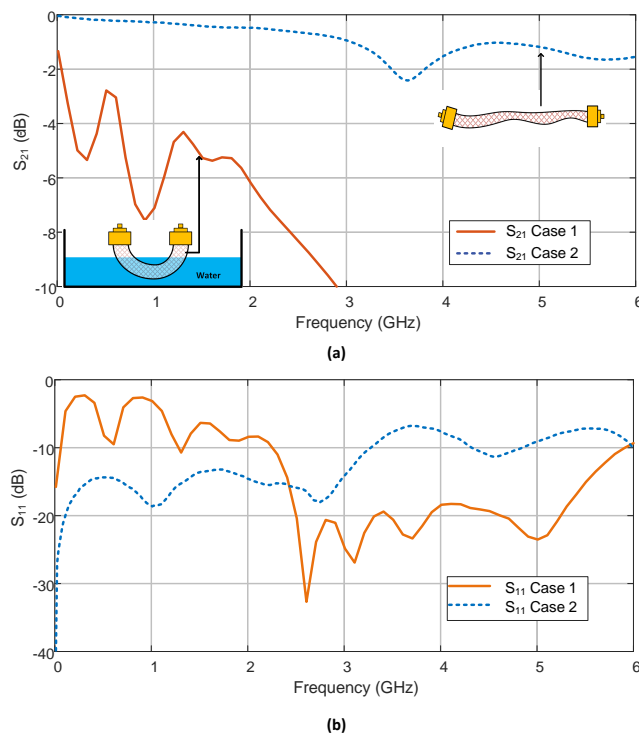 0
-2
-4
-6
-8
-10
S21 (dB)
Water
S21 Case 1
S21 Case 2
0 1 2 3 4 5 6
Frequency (GHz)
(a)
0
-10
-20
-30
-40
S11 (dB)
S11 Case 1
S11 Case 2
0 1 2 3 4 5 6
Frequency (GHz)
(b)